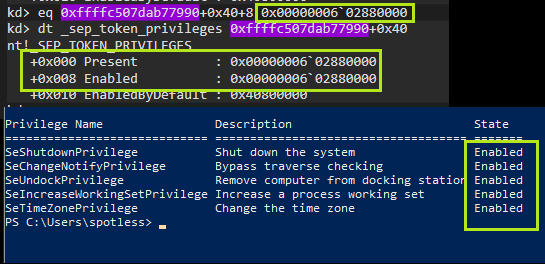 kd> eq 0xffffc507dab77990+0x40+8 0x00000006`02880000
kd> dt _sep_token_privileges 0xffffc507dab77990+0x40
nt!_SEP_TOKEN_PRIVILEGES
+0x000 Present : 0x00000006`02880000
+0x008 Enabled : 0x00000006`02880000
+0x010 EnabledByDefault : 0x40800000
Privilege Name Description State
============================= ==================================== =======
SeShutdownPrivilege Shut down the system Enabled
SeChangeNotifyPrivilege Bypass traverse checking Enabled
SeUndockPrivilege Remove computer from docking station Enabled
SeIncreaseWorkingSetPrivilege Increase a process working set Enabled
SeTimeZonePrivilege Change the time zone Enabled
PS C:\Users\spotless> _